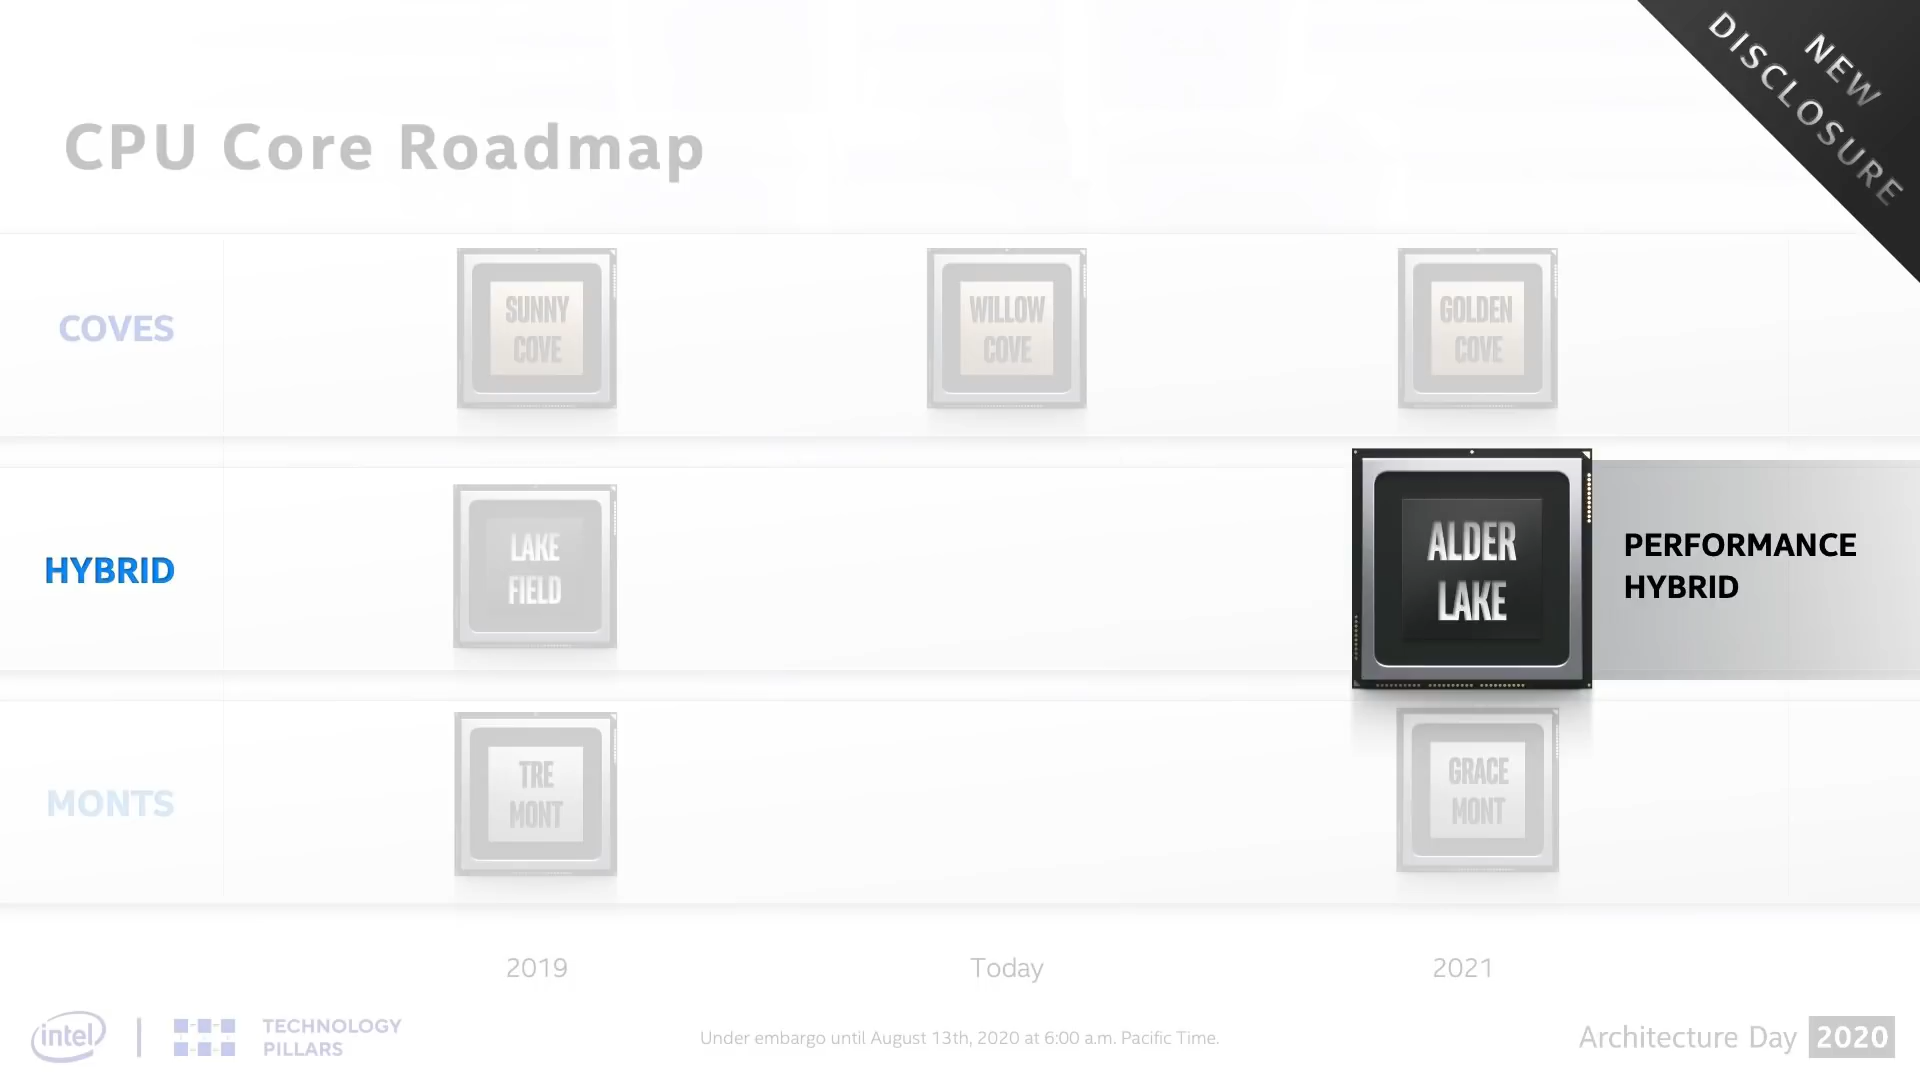 NEW
DISCLOSURE
CPU Core Roadmap
COVES
SUNNY
COVE
WILLOW
COVE
GOLDEN
COVE
HYBRID
LAKE
FIELD
ALDER
LAKE
PERFORMANCE
HYBRID
MONTS
TRE
MONT
GRACE
MONT
2019
Today
2021
intel
TECHNOLOGY
PILLARS
Under embargo until August 13th, 2020 at 6:00 a.m. Pacific Time.
Architecture Day 2020